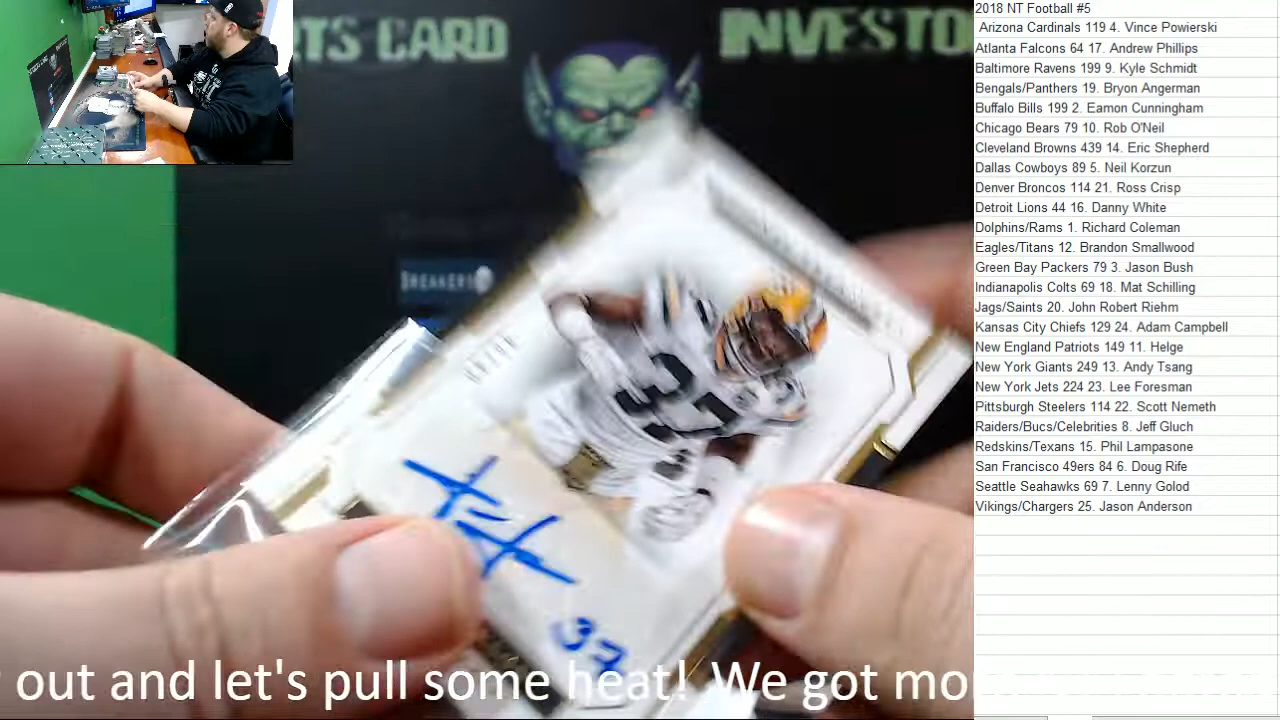 RTS CARD INVESTO
BREAKERS
37
37
out and let's pull some heat! We got mo
2018 NT Football #5
Arizona Cardinals 119 4. Vince Powierski
Atlanta Falcons 64 17. Andrew Phillips
Baltimore Ravens 199 9. Kyle Schmidt
Bengals/Panthers 19. Bryon Angerman
Buffalo Bills 199 2. Eamon Cunningham
Chicago Bears 79 10. Rob O'Neil
Cleveland Browns 439 14. Eric Shepherd
Dallas Cowboys 89 5. Neil Korzun
Denver Broncos 114 21. Ross Crisp
Detroit Lions 44 16. Danny White
Dolphins/Rams 1. Richard Coleman
Eagles/Titans 12. Brandon Smallwood
Green Bay Packers 79 3. Jason Bush
Indianapolis Colts 69 18. Mat Schilling
Jags/Saints 20. John Robert Riehm
Kansas City Chiefs 129 24. Adam Campbell
New England Patriots 149 11. Helge
New York Giants 249 13. Andy Tsang
New York Jets 224 23. Lee Foresman
Pittsburgh Steelers 114 22. Scott Nemeth
Raiders/Bucs/Celebrities 8. Jeff Gluch
Redskins/Texans 15. Phil Lampasone
San Francisco 49ers 84 6. Doug Rife
Seattle Seahawks 69 7. Lenny Golod
Vikings/Chargers 25. Jason Anderson